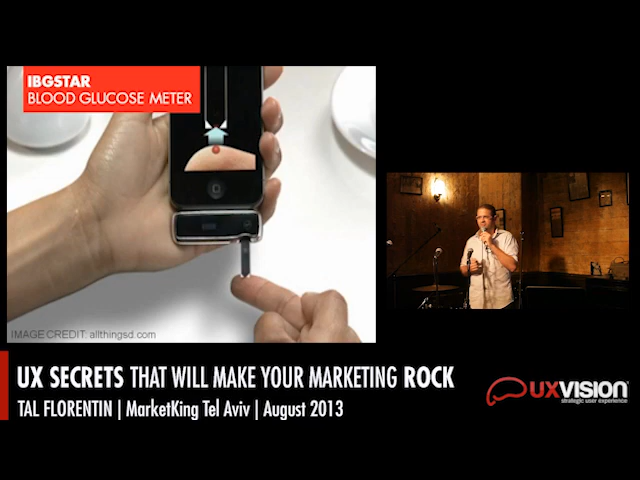 IBGSTAR
BLOOD GLUCOSE METER
IMAGE CREDIT: allthingsd.com
UX SECRETS THAT WILL MAKE YOUR MARKETING ROCK
TAL FLORENTIN | MarketKing Tel Aviv | August 2013
UXVISION
strategic user experience